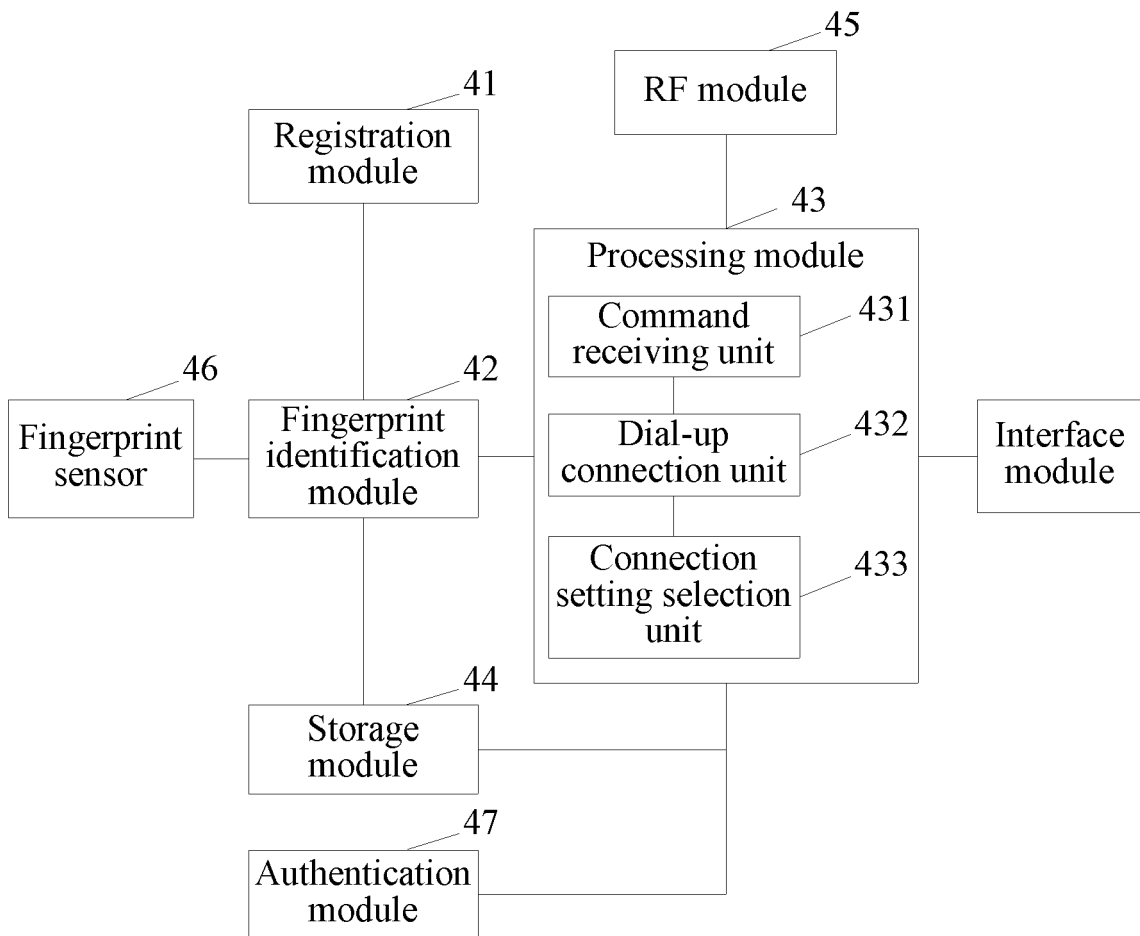 45
RF module
41
Registration
module
43
Processing module
Command
receiving unit
431
46
Fingerprint
sensor
42
Fingerprint
identification
module
Dial-up
connection unit
432
Interface
module
Connection
setting selection
unit
433
44
Storage
module
47
Authentication
module